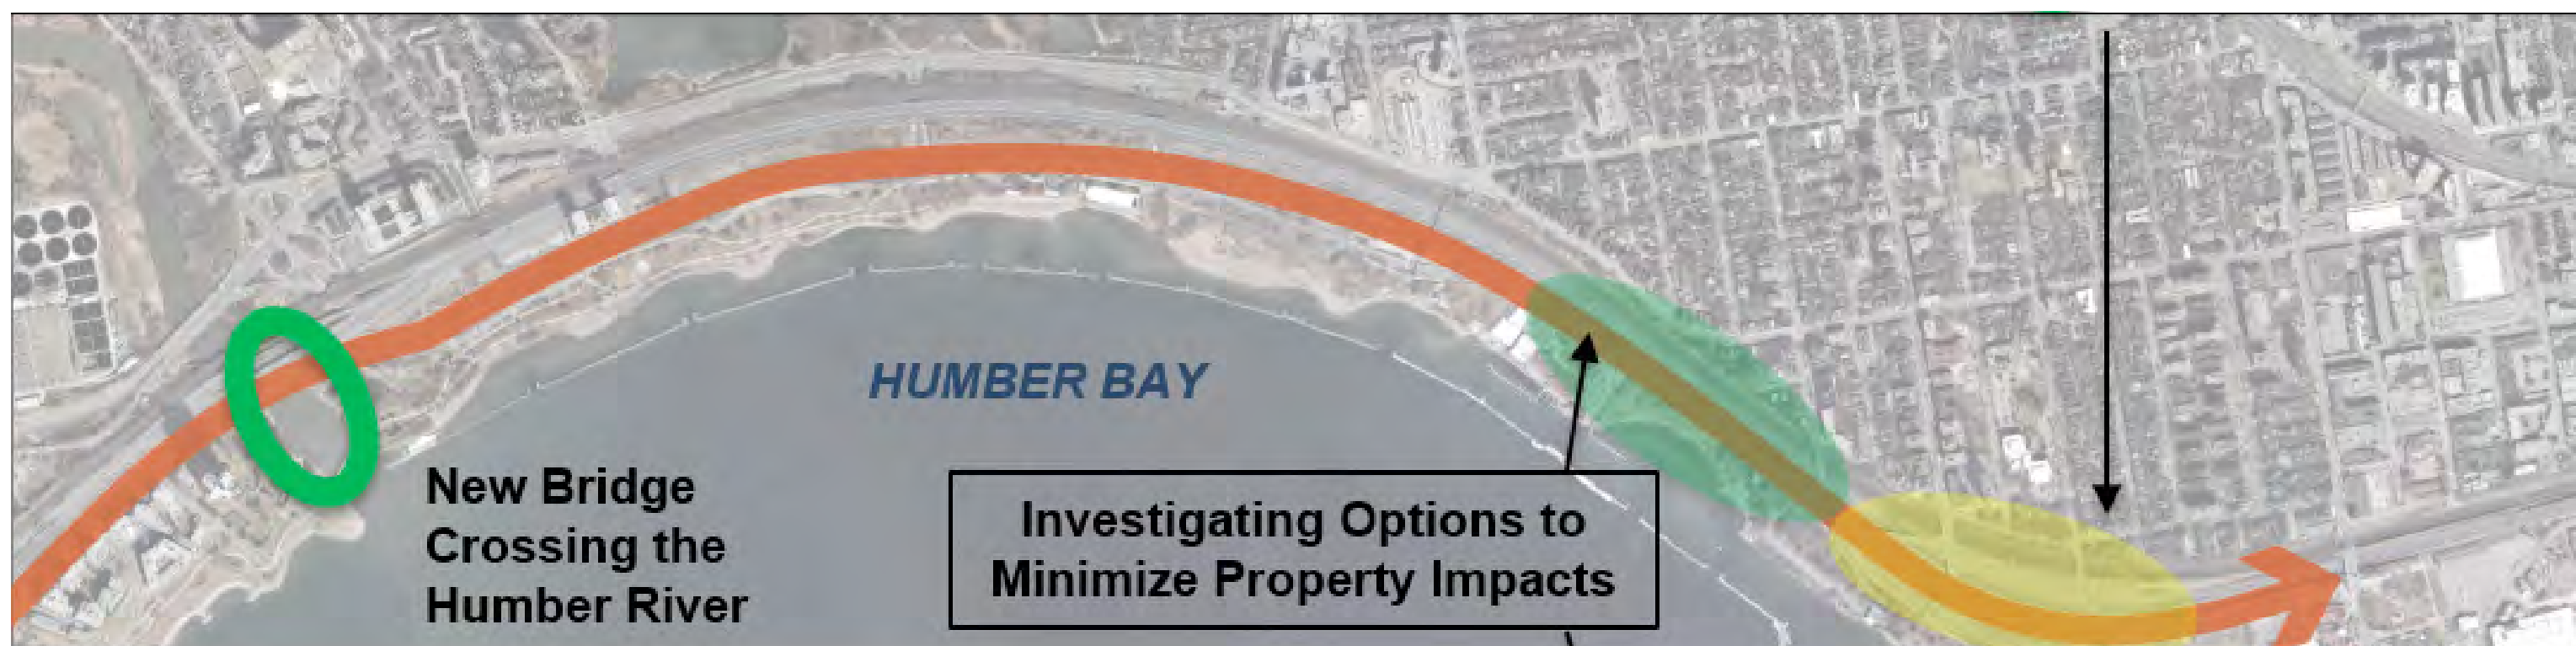 HUMBER BAY
New Bridge
Crossing the
Humber River
Investigating Options to
Minimize Property Impacts